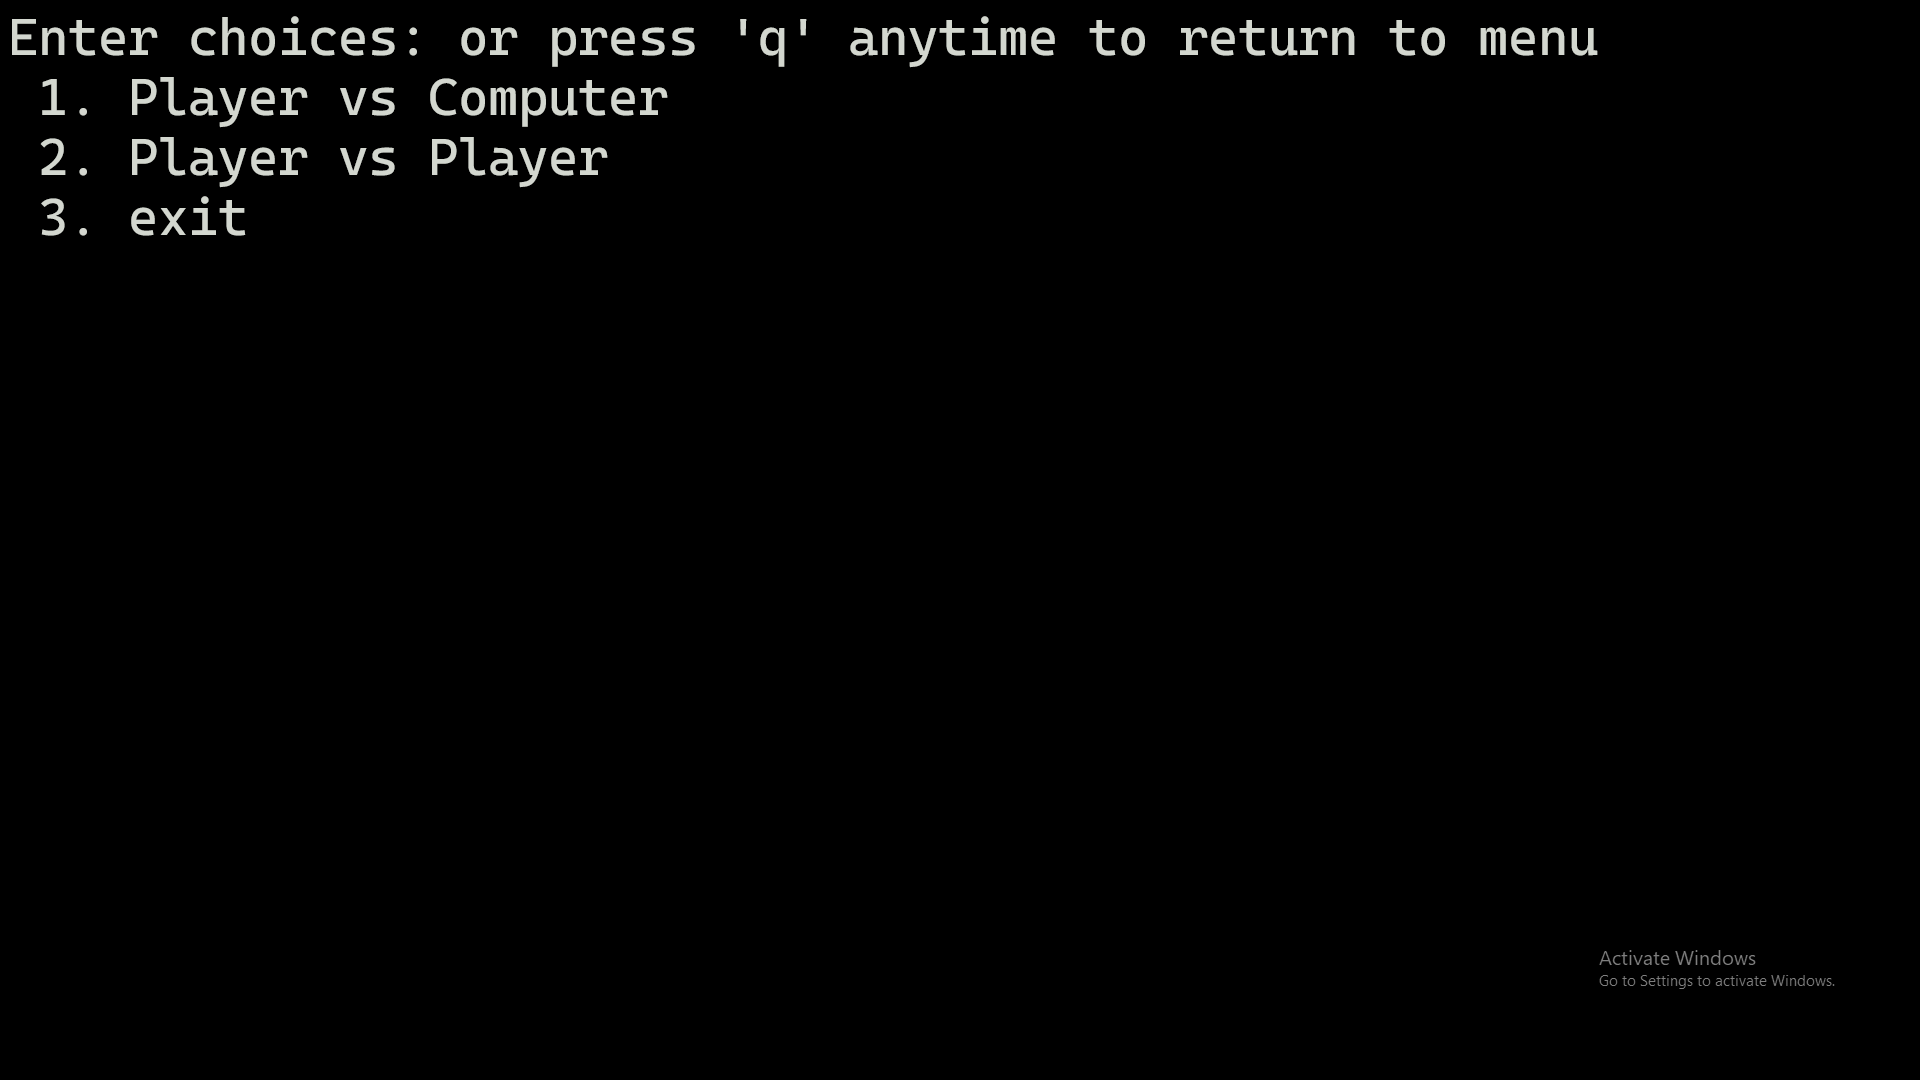 Enter choices: or press 'q' anytime to return to menu
1. Player vs Computer
2. Player vs Player
3. exit
Activate Windows
Go to Settings to activate Windows.